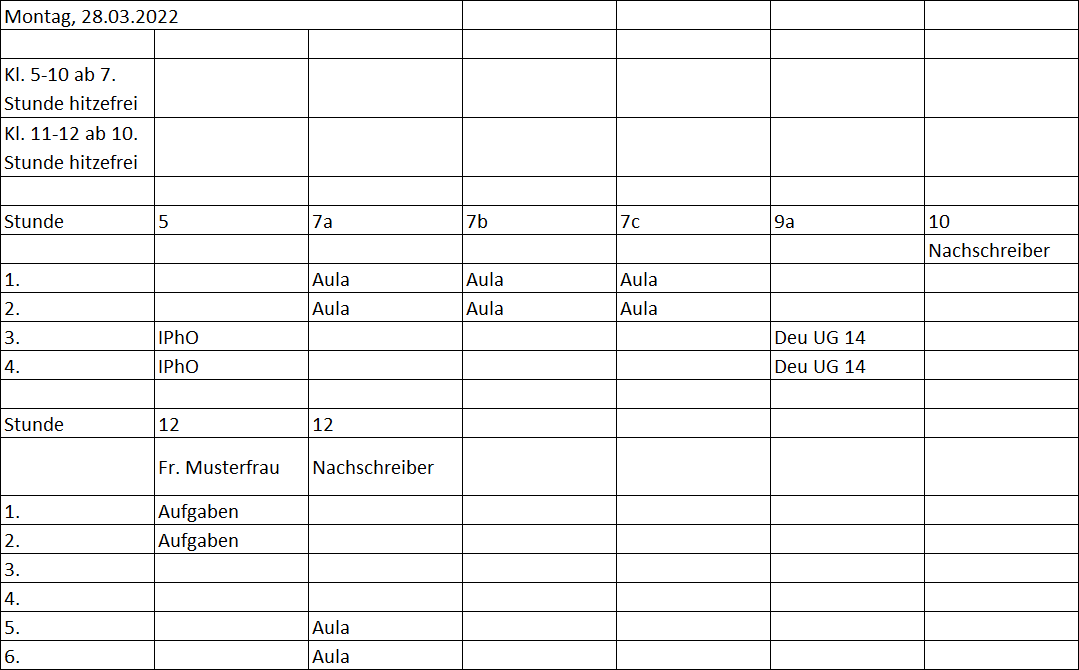 Montag, 28.03.2022
Kl. 5-10 ab 7.
Stunde hitzefrei
Kl. 11-12 ab 10.
Stunde hitzefrei
Stunde 5 7a 7b 7c 9a 10
Nachschreiber
1. Aula Aula Aula
2. Aula Aula Aula
3. IPhO Deu UG 14
4. IPhO Deu UG 14
Stunde 12 12
Fr. Musterfrau Nachschreiber
1. Aufgaben
2. Aufgaben
3.
4.
5. Aula
6. Aula